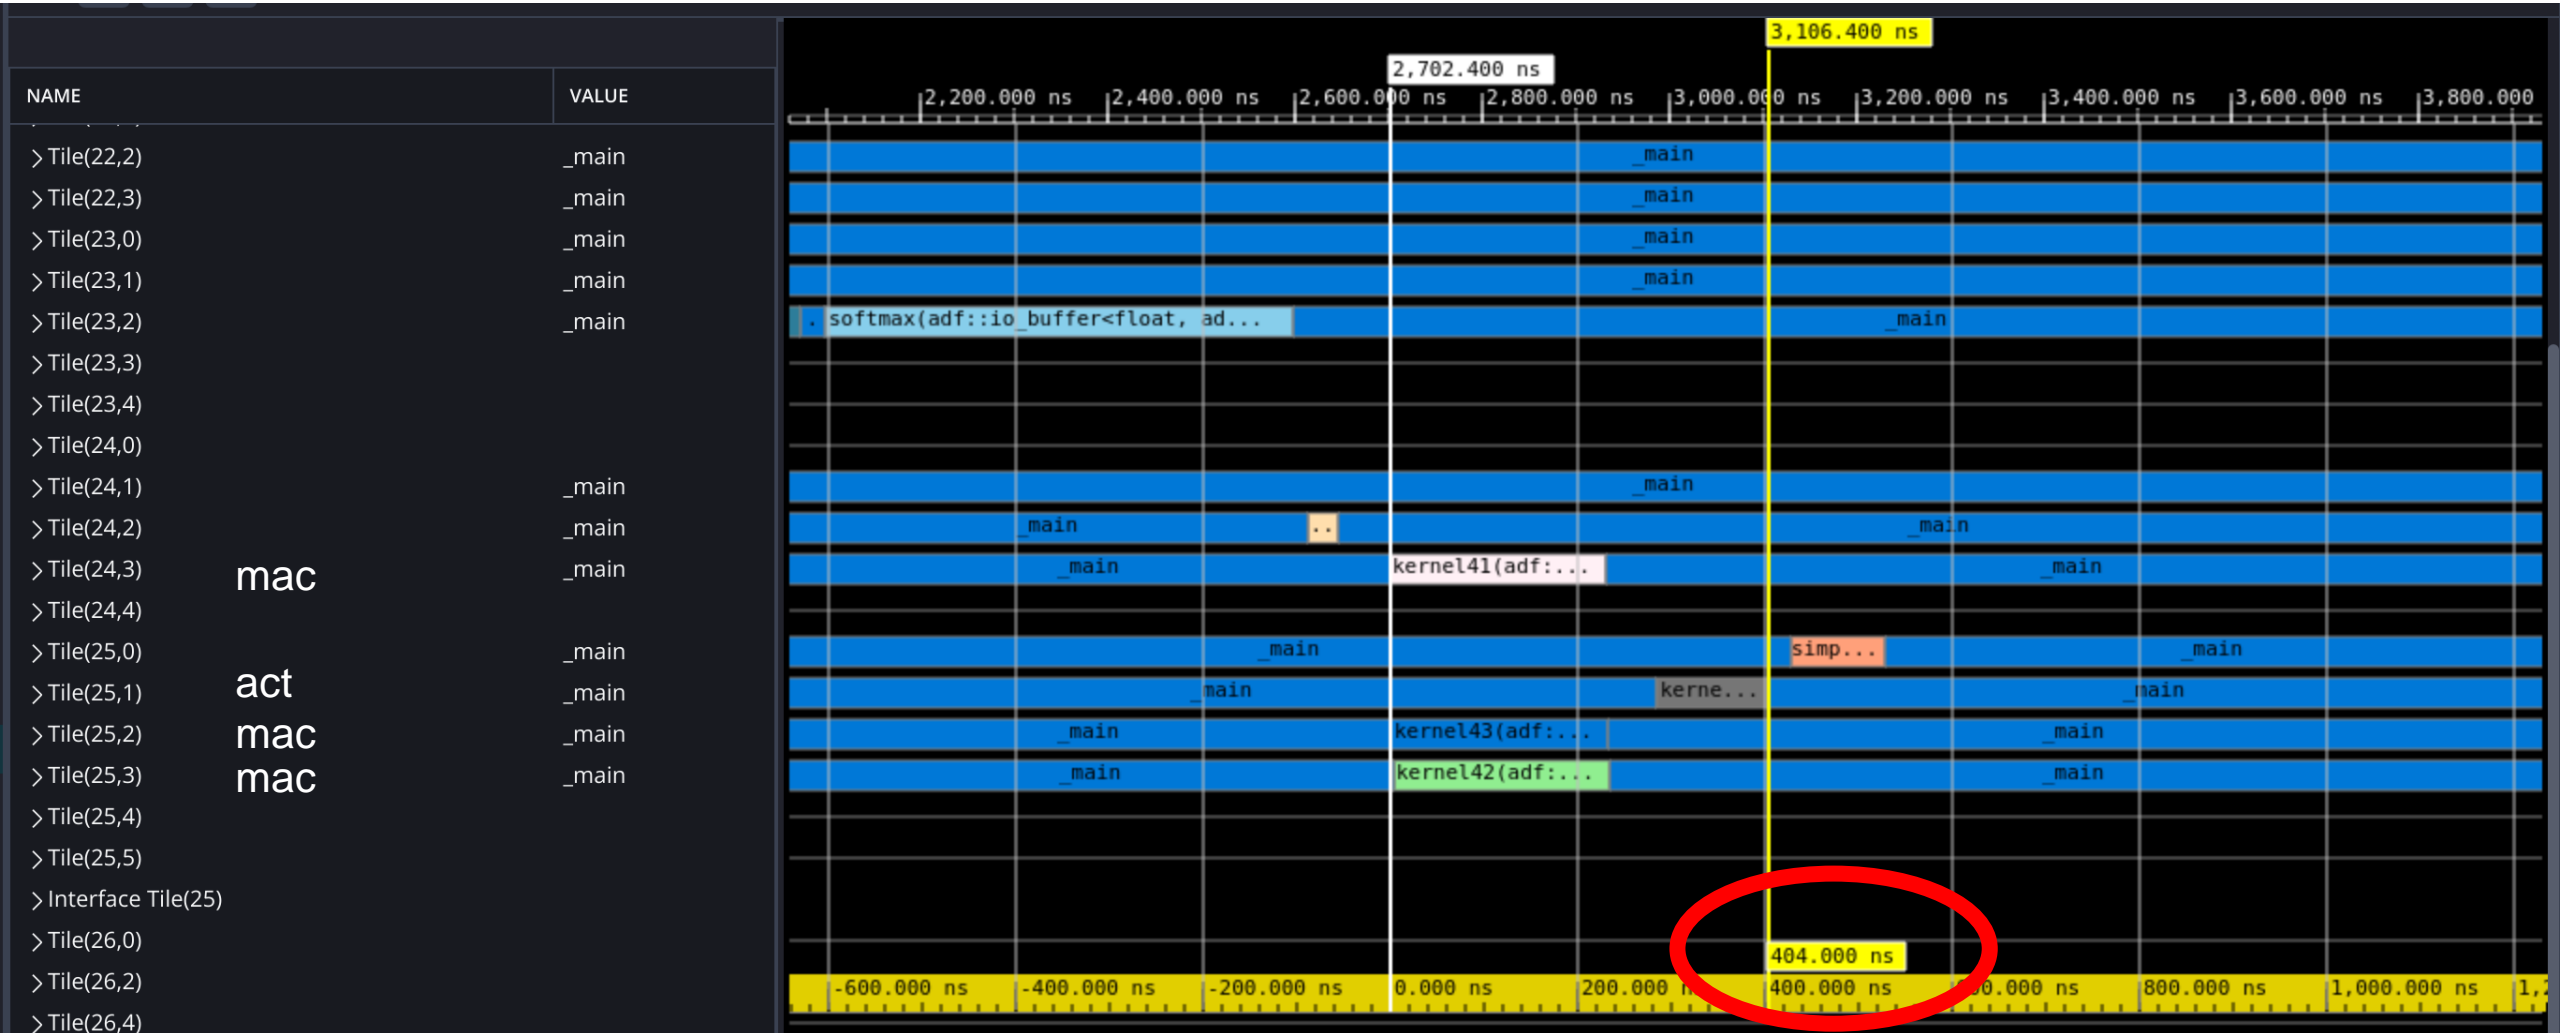 3,106.400 ns
2,702.400 ns
NAME VALUE
2,200.000 ns 2,400.000 ns 2,600.000 ns 2,800.000 ns 3,000.000 ns 3,200.000 ns 3,400.000 ns 3,600.000 ns 3,800.000
Tile(22,2) _main _main
Tile(22,3) _main _main
Tile(23,0) _main _main
Tile(23,1) _main _main
Tile(23,2) _main . softmax(adf::io_buffer<float, ad... _main
Tile(23,3)
Tile(23,4)
Tile(24,0)
Tile(24,1) _main _main
Tile(24,2) _main _main .. _main
Tile(24,3) mac _main _main kernel41(adf:... _main
Tile(24,4)
Tile(25,0) _main _main simp... _main
Tile(25,1) act _main _main kerne... _main
Tile(25,2) mac _main _main kernel43(adf:... _main
Tile(25,3) mac _main _main kernel42(adf:... _main
Tile(25,4)
Tile(25,5)
Interface Tile(25)
Tile(26,0)
404.000 ns
Tile(26,2)
-600.000 ns -400.000 ns -200.000 ns 0.000 ns 200.000 400.000 ns 800.000 ns 1,000.000 ns
Tile(26,4)